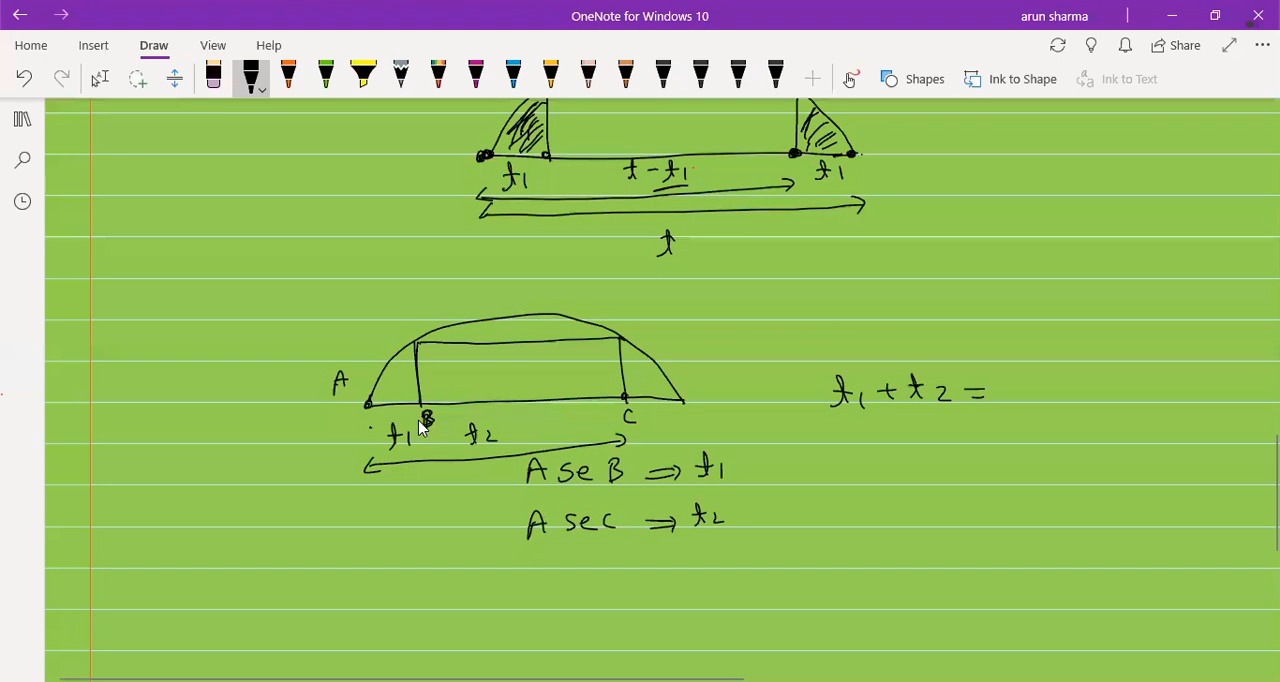 OneNote for Windows 10
arun sharma
Home Insert Draw View Help
Share
Shapes Ink to Shape Ink to Text
t1 t - t1 t1
t
A
B C
t1 t2
t1 + t2 =
A se B ⇒ t1
A se C ⇒ t2